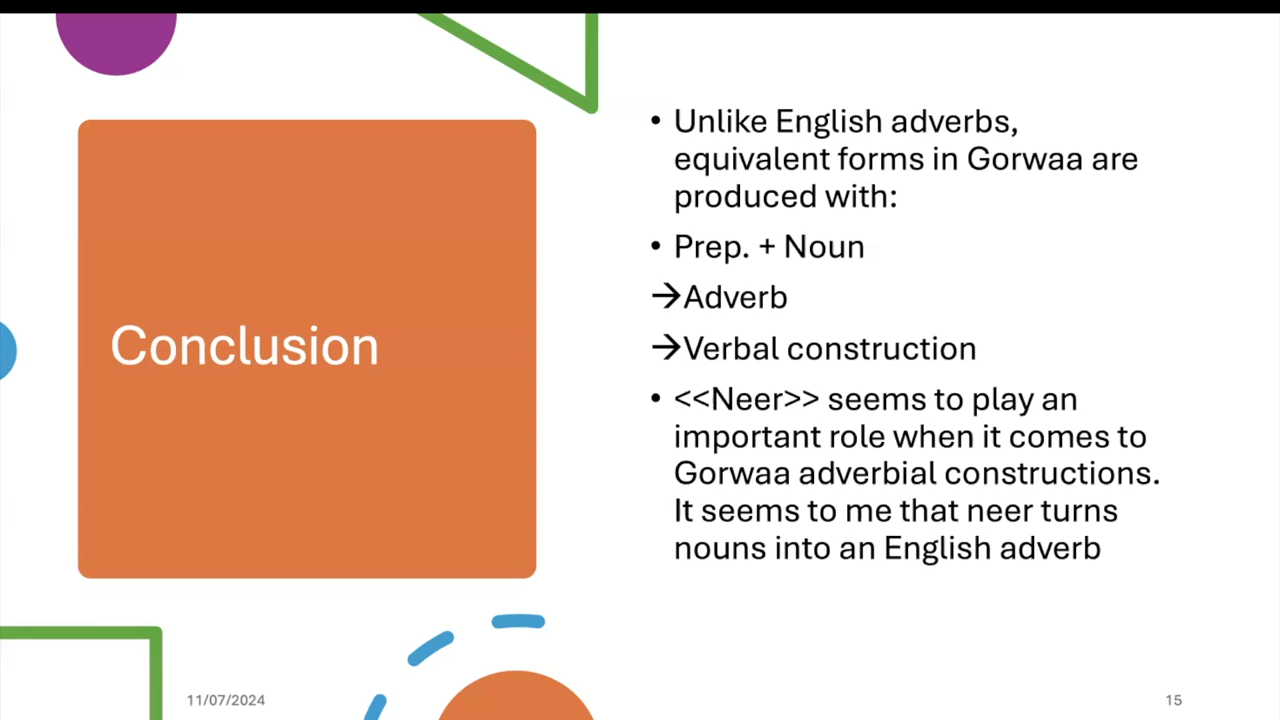 Conclusion
• Unlike English adverbs,
equivalent forms in Gorwaa are
produced with:
• Prep. + Noun
→Adverb
→Verbal construction
• <<Neer>> seems to play an
important role when it comes to
Gorwaa adverbial constructions.
It seems to me that neer turns
nouns into an English adverb
11/07/2024
15